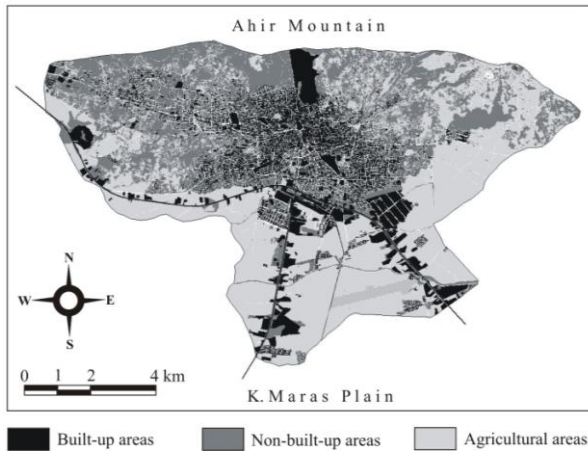 Ahir Mountain
N
W E
S
0 1 2 4 km
K. Maras Plain
Built-up areas Non-built-up areas Agricultural areas